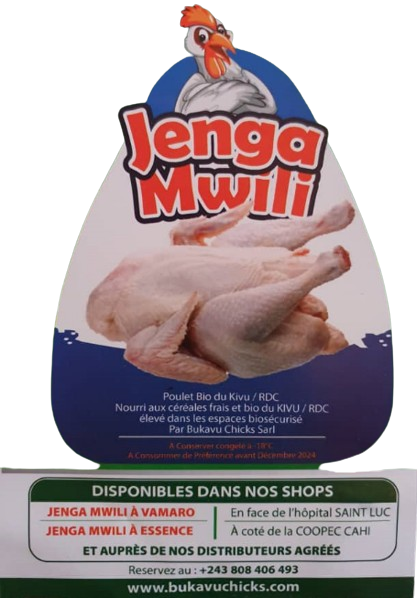 Jenga
Mwili
Poulet Bio du Kivu / RDC
Nourri aux céréales frais et bio du KIVU / RDC
élevé dans les espaces biosécurisé
Par Bukavu Chicks Sarl
A Conserver congelé à -18°C
A Consommer de Préférence avant Décembre 2024
DISPONIBLES DANS NOS SHOPS
JENGA MWILI À VAMARO
En face de l'hôpital SAINT LUC
JENGA MWILI À ESSENCE
A coté de la COOPEC CAHI
ET AUPRÈS DE NOS DISTRIBUTEURS AGRÉÉS
Reservez au : +243 808 406 493
www.bukavuchicks.com